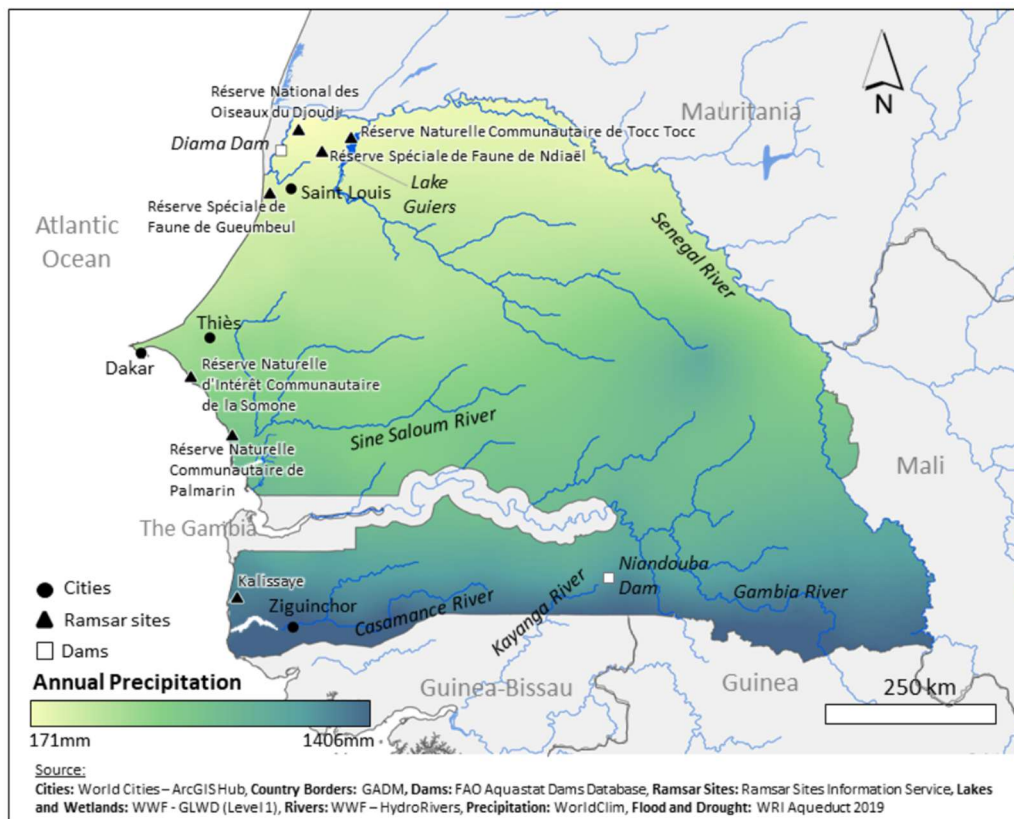 Réserve National des
Oiseaux du Djoudj
Diama Dam
Réserve Naturelle Communautaire de Tocc Tocc
Réserve Spéciale de Faune de Ndiaël
Mauritania
N
Saint Louis
Lake
Guiers
Réserve Spéciale de
Faune de Gueumbeul
Atlantic
Ocean
Senegal River
Thiès
Dakar
Réserve Naturelle
d'Intérêt Communautaire
de la Somone
Sine Saloum River
Réserve Naturelle
Communautaire de
Palmarin
Mali
The Gambia
Niandouba
Dam
Kalissaye
Ziguinchor
Casamance River
Kayanga River
Gambia River
Cities
Ramsar sites
Dams
Guinea-Bissau
Guinea
250 km
Annual Precipitation
171mm
1406mm
Source:
Cities: World Cities – ArcGIS Hub, Country Borders: GADM, Dams: FAO Aquastat Dams Database, Ramsar Sites: Ramsar Sites Information Service, Lakes
and Wetlands: WWF - GLWD (Level 1), Rivers: WWF – HydroRivers, Precipitation: WorldClim, Flood and Drought: WRI Aqueduct 2019